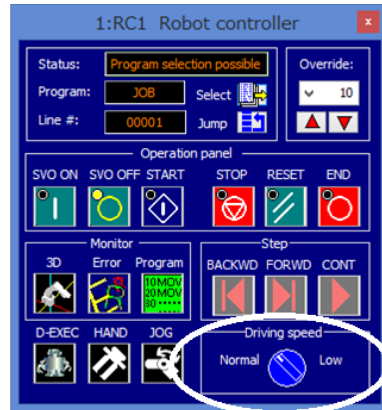 1:RC1 Robot controller
x
Status: Program selection possible Override:
Program: JOB Select 10
Line #: 00001 Jump
Operation panel
SVO ON SVO OFF START STOP RESET END
Monitor Step
3D Error Program BACKWD FORWD CONT
10MOV
20MOV
30
D-EXEC HAND JOG Driving speed
Normal Low